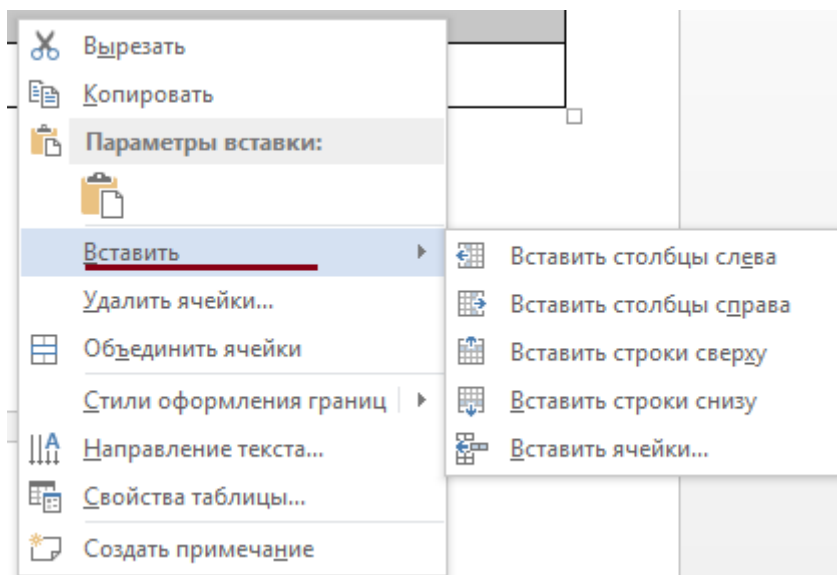 Вырезать
Копировать
Параметры вставки:
Вставить
Удалить ячейки...
Объединить ячейки
Стили оформления границ
Направление текста...
Свойства таблицы...
Создать примечание
Вставить столбцы слева
Вставить столбцы справа
Вставить строки сверху
Вставить строки снизу
Вставить ячейки...